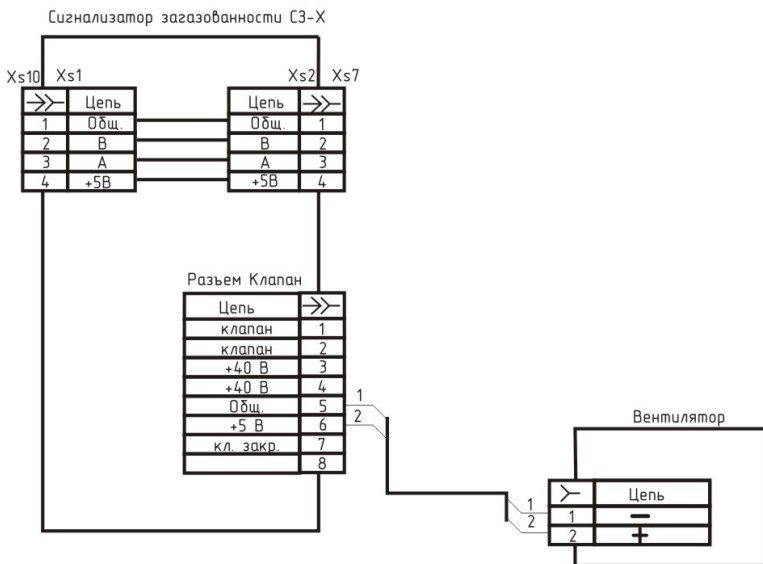 Сигнализатор загазованности СЗ-Х
Xs10 Xs1 Xs2 Xs7
Цепь Цепь
1 Общ. Общ. 1
2 В В 2
3 А А 3
4 +5В +5В 4
Разъем Клапан
Цепь
клапан 1
клапан 2
+40 В 3
+40 В 4
Общ. 5 1
+5 В 6 2
кл. закр. 7
8
Вентилятор
Цепь
1 1 −
2 2 +